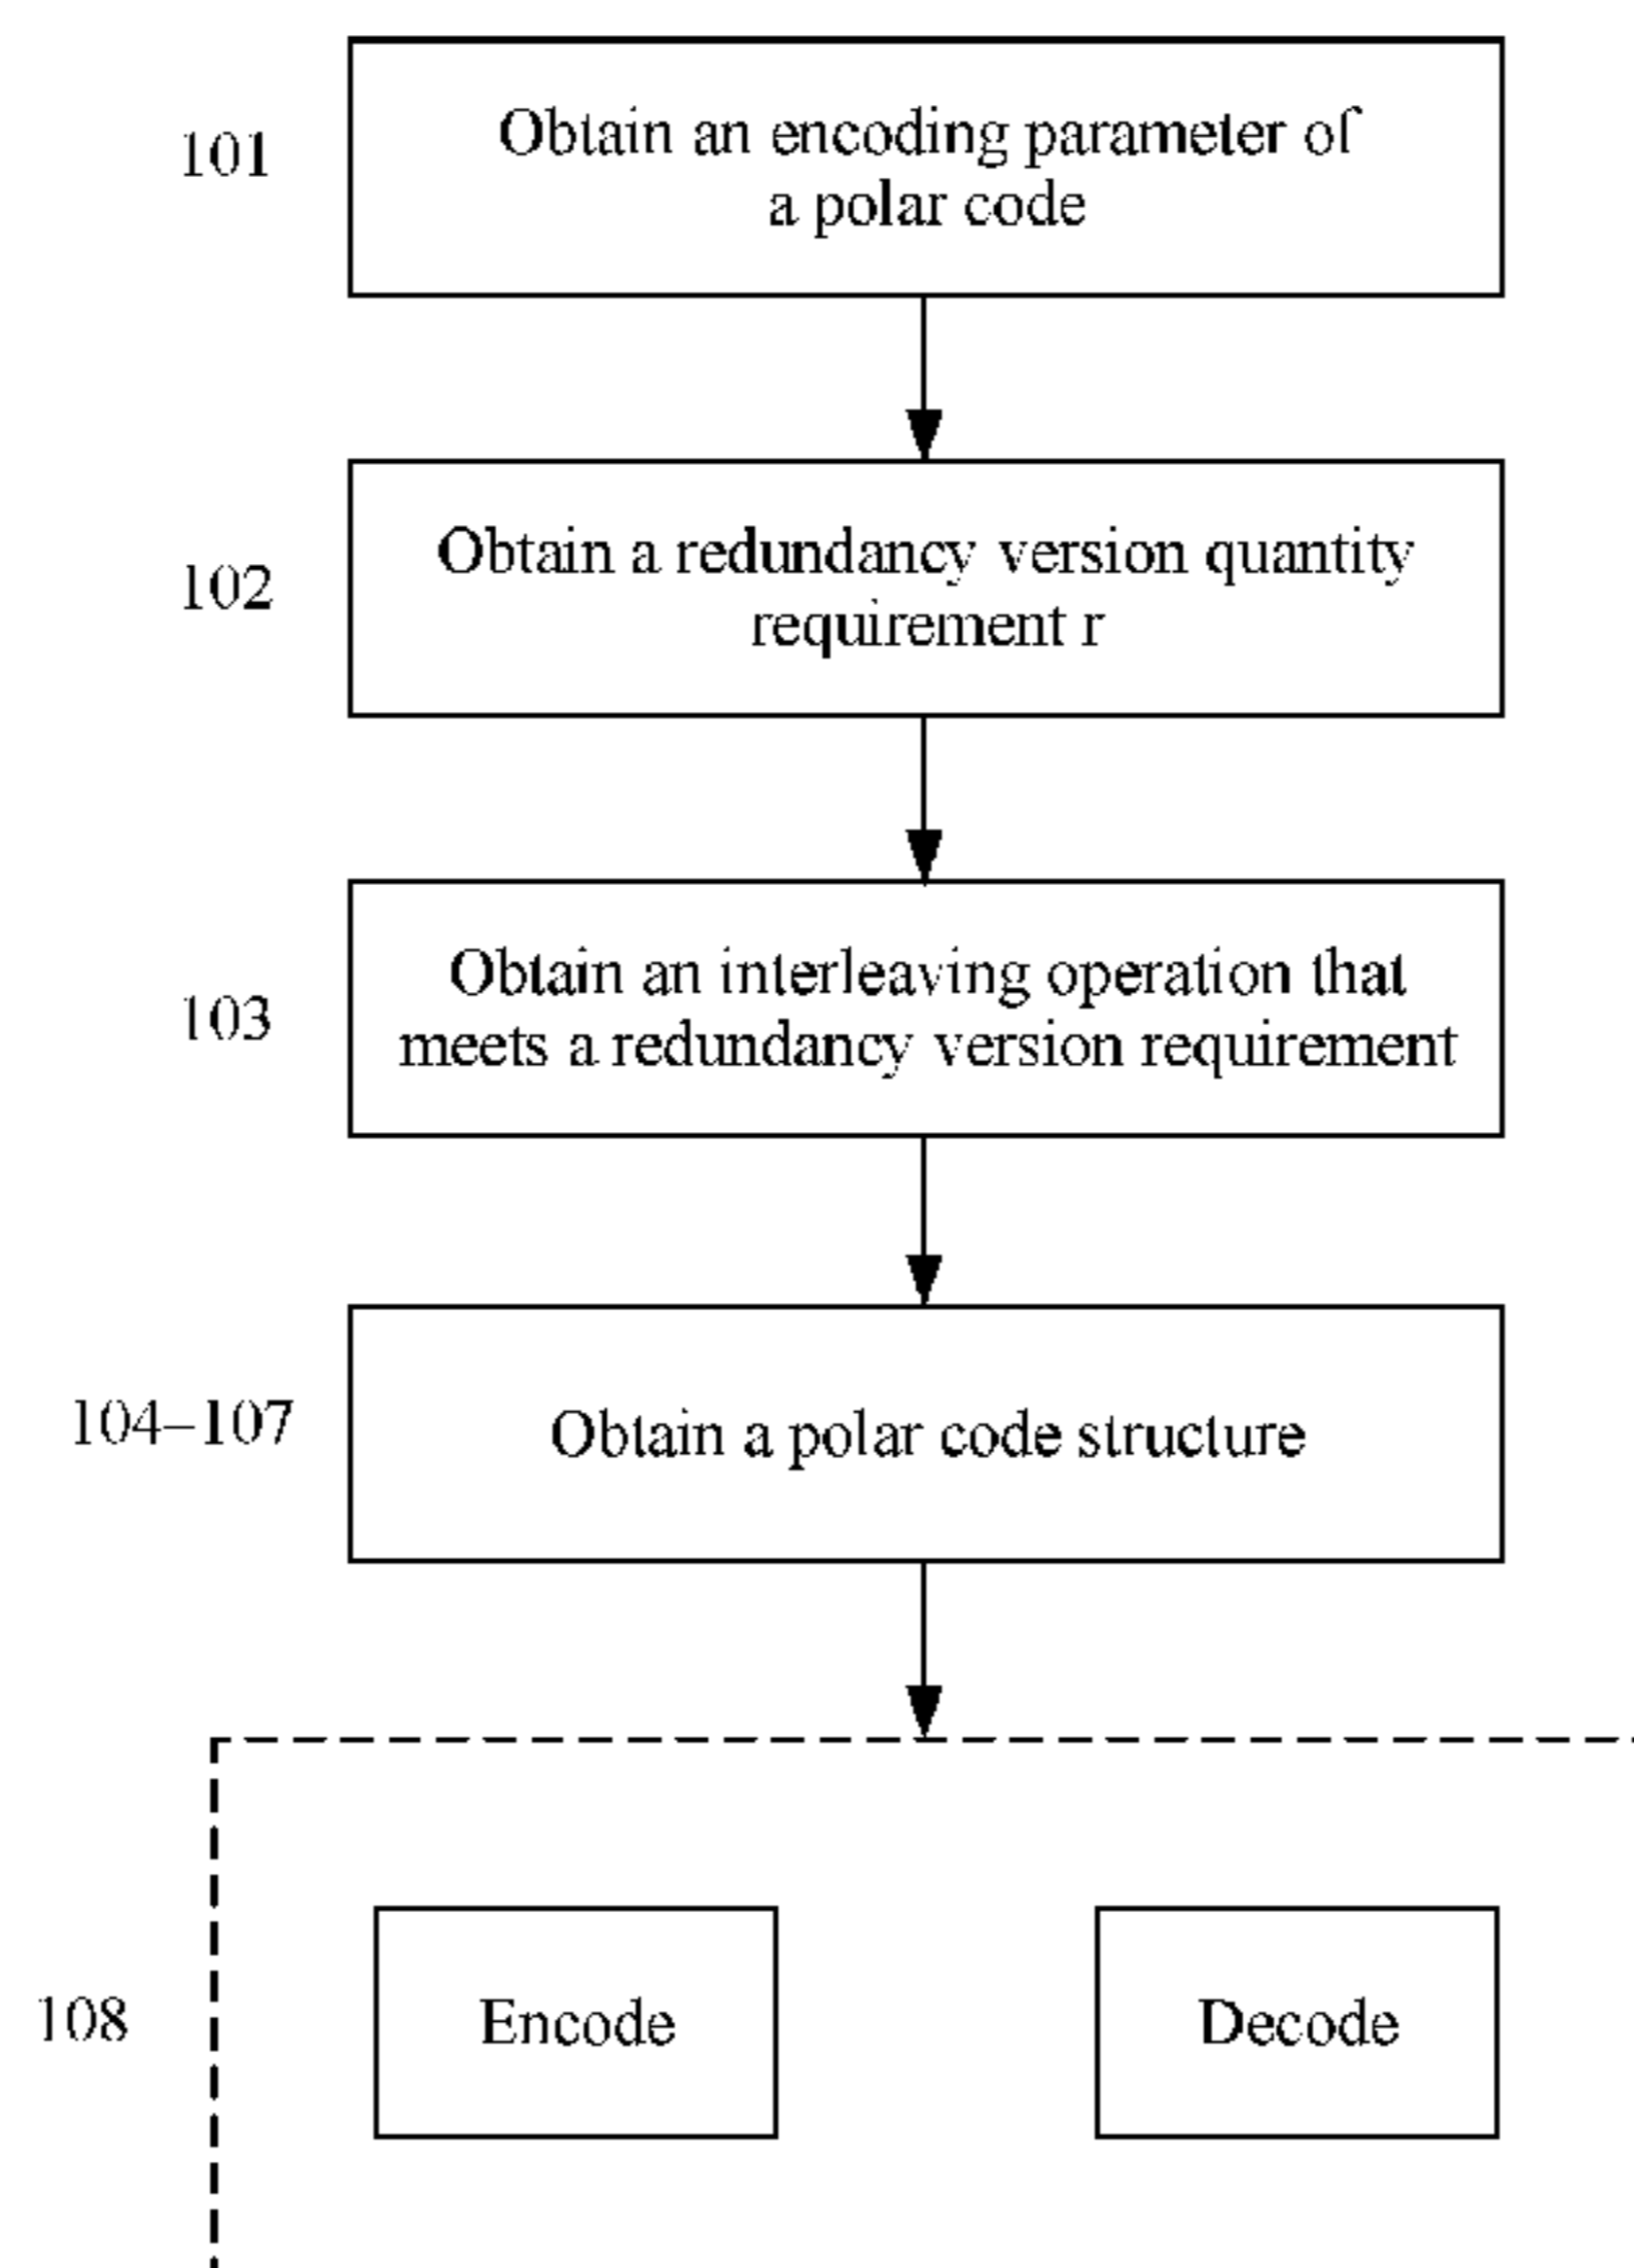 101
Obtain an encoding parameter of
a polar code
102
Obtain a redundancy version quantity
requirement r
103
Obtain an interleaving operation that
meets a redundancy version requirement
104–107
Obtain a polar code structure
108
Encode
Decode